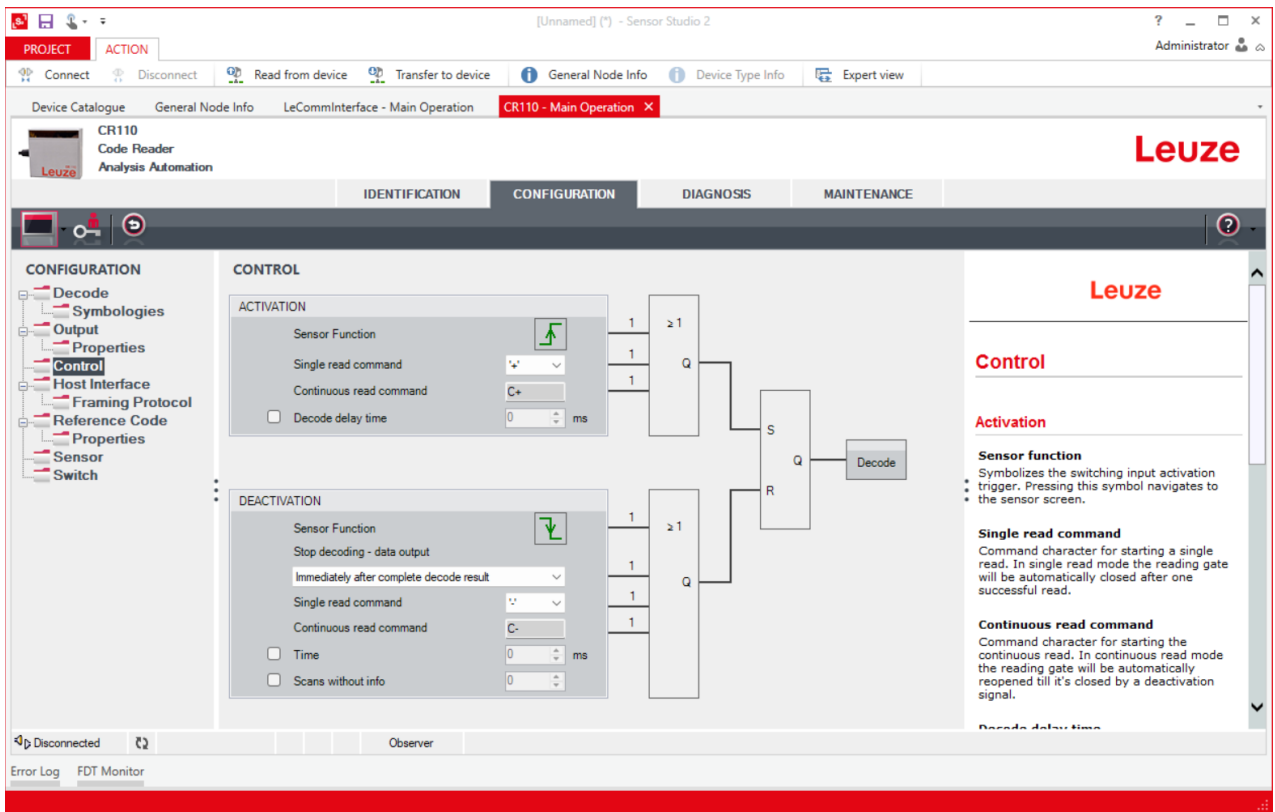 [Unnamed] (*) - Sensor Studio 2
PROJECT ACTION Administrator
Connect Disconnect Read from device Transfer to device General Node Info Device Type Info Expert view
Device Catalogue General Node Info LeCommInterface - Main Operation CR110 - Main Operation
CR110
Code Reader
Analysis Automation
Leuze
Leuze
IDENTIFICATION CONFIGURATION DIAGNOSIS MAINTENANCE
CONFIGURATION
Decode
Symbologies
Output
Properties
Control
Host Interface
Framing Protocol
Reference Code
Properties
Sensor
Switch
CONTROL
ACTIVATION
Sensor Function
Single read command '+'
Continuous read command C+
Decode delay time 0 ms
1
1
1
≥1
Q
DEACTIVATION
Sensor Function
Stop decoding - data output
Immediately after complete decode result
Single read command '-'
Continuous read command C-
Time 0 ms
Scans without info 0
1
1
1
1
≥1
Q
S
Q
R
Decode
Leuze
Control
Activation
Sensor function
Symbolizes the switching input activation
trigger. Pressing this symbol navigates to
the sensor screen.
Single read command
Command character for starting a single
read. In single read mode the reading gate
will be automatically closed after one
successful read.
Continuous read command
Command character for starting the
continuous read. In continuous read mode
the reading gate will be automatically
reopened till it's closed by a deactivation
signal.
Decode delay time
Disconnected Observer
Error Log FDT Monitor